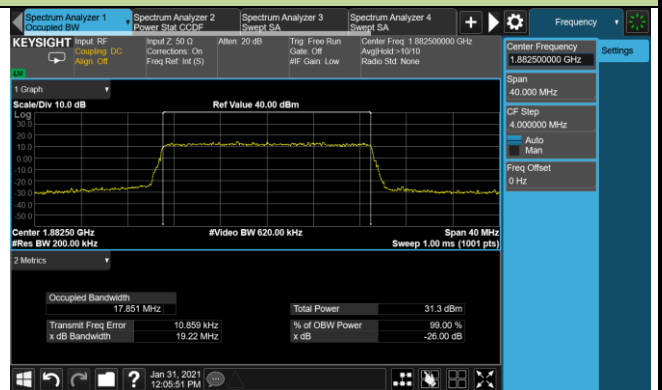 Spectrum Analyzer 1
Occupied BW
Spectrum Analyzer 2
Power Stat CCDF
Spectrum Analyzer 3
Swept SA
Spectrum Analyzer 4
Swept SA
+
Frequency
KEYSIGHT
Input: RF
Coupling: DC
Align: Off
Input Z: 50 Ω
Corrections: On
Freq Ref: Int (S)
Atten: 20 dB
Trig: Free Run
Gate: Off
#IF Gain: Low
Center Freq: 1.882500000 GHz
Avg|Hold:>10/10
Radio Std: None
Center Frequency
1.882500000 GHz
Settings
Span
40.000 MHz
CF Step
4.000000 MHz
Auto
Man
Freq Offset
0 Hz
1 Graph
Scale/Div 10.0 dB
Ref Value 40.00 dBm
Log
30.0
20.0
10.0
0.00
-10.0
-20.0
-30.0
-40.0
-50.0
Center 1.88250 GHz
#Video BW 620.00 kHz
Span 40 MHz
#Res BW 200.00 kHz
Sweep 1.00 ms (1001 pts)
2 Metrics
Occupied Bandwidth
17.851 MHz
Total Power 31.3 dBm
Transmit Freq Error 10.859 kHz
% of OBW Power 99.00 %
x dB Bandwidth 19.22 MHz
x dB -26.00 dB
?
Jan 31, 2021
12:05:51 PM